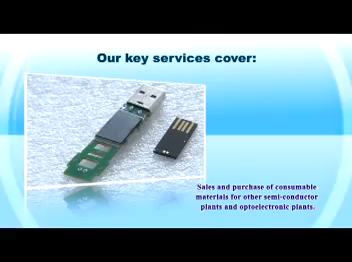 Our key services cover:
Sales and purchase of consumable
materials for other semi-conductor
plants and optoelectronic plants.